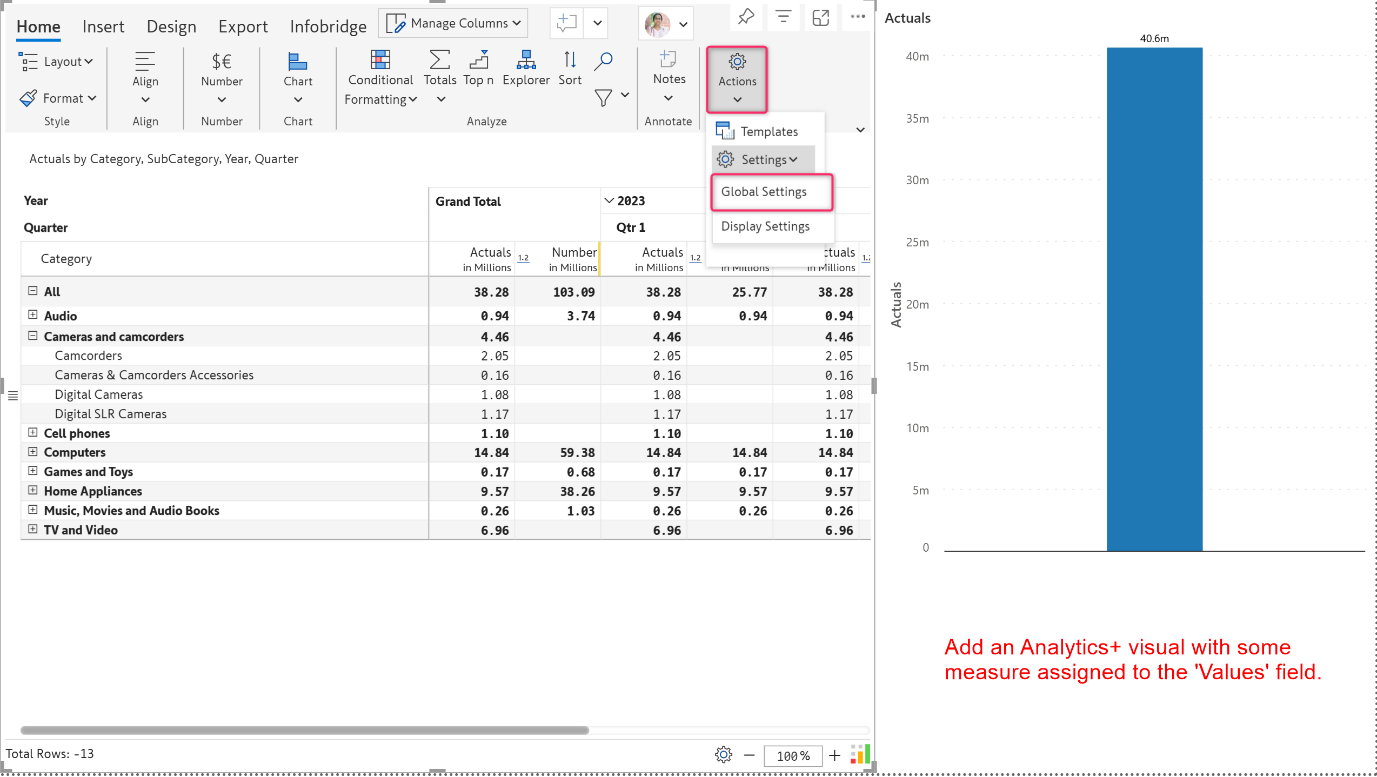 Home Insert Design Export Infobridge Manage Columns
Layout
Format
Style
Align
Align
$€
Number
Number
Chart
Chart
Conditional
Formatting
Totals
Top n
Explorer
Sort
Analyze
Notes
Annotate
Actions
Templates
Settings
Global Settings
Display Settings
Actuals by Category, SubCategory, Year, Quarter
Year Grand Total 2023
Quarter Qtr 1
Category Actuals 1.2 Number Actuals 1.2 ctuals 1.2
in Millions in Millions in Millions in Millions in Millions
All 38.28 103.09 38.28 25.77 38.28
Audio 0.94 3.74 0.94 0.94 0.94
Cameras and camcorders 4.46 4.46 4.46
Camcorders 2.05 2.05 2.05
Cameras & Camcorders Accessories 0.16 0.16 0.16
Digital Cameras 1.08 1.08 1.08
Digital SLR Cameras 1.17 1.17 1.17
Cell phones 1.10 1.10 1.10
Computers 14.84 59.38 14.84 14.84 14.84
Games and Toys 0.17 0.68 0.17 0.17 0.17
Home Appliances 9.57 38.26 9.57 9.57 9.57
Music, Movies and Audio Books 0.26 1.03 0.26 0.26 0.26
TV and Video 6.96 6.96 6.96
Total Rows: -13
100%
Actuals
40.6m
40m
35m
30m
25m
20m
15m
10m
5m
0
Actuals
Add an Analytics+ visual with some
measure assigned to the 'Values' field.